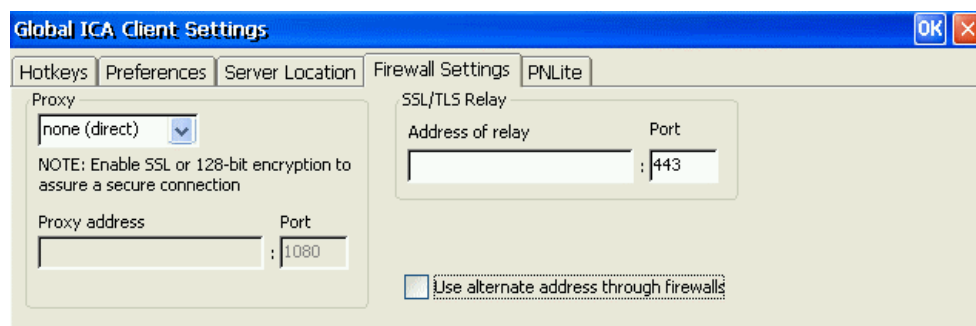 Global ICA Client Settings OK
Hotkeys Preferences Server Location Firewall Settings PNLite
Proxy
none (direct)
NOTE: Enable SSL or 128-bit encryption to
assure a secure connection
Proxy address Port
: 1080
SSL/TLS Relay
Address of relay Port
: 443
Use alternate address through firewalls